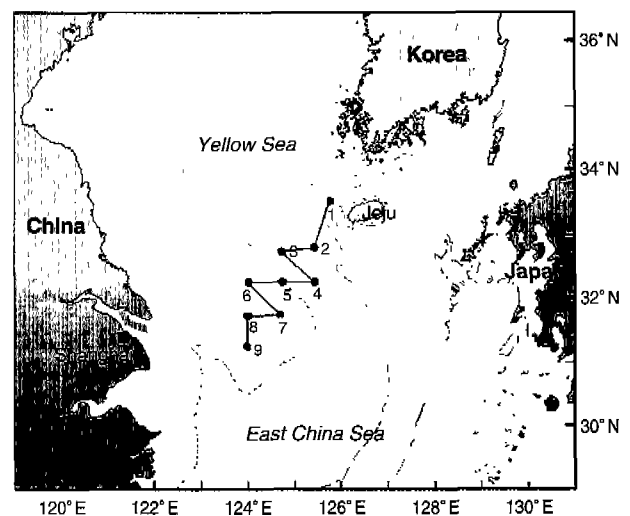 36° N
Korea
Yellow Sea
34° N
1
Jeju
China
2
3
Japa
32° N
6
5
4
8
7
9
30° N
East China Sea
120° E
122° E
124° E
126° E
128° E
130° E